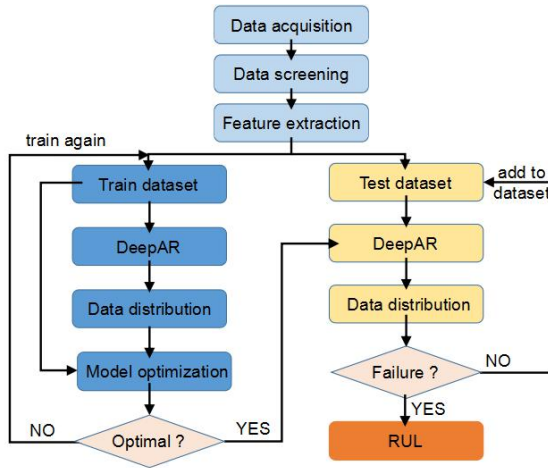 Data acquisition
Data screening
Feature extraction
train again
Train dataset
Test dataset
add to
dataset
DeepAR
DeepAR
Data distribution
Data distribution
Model optimization
Failure ?
NO
NO
Optimal ?
YES
YES
RUL